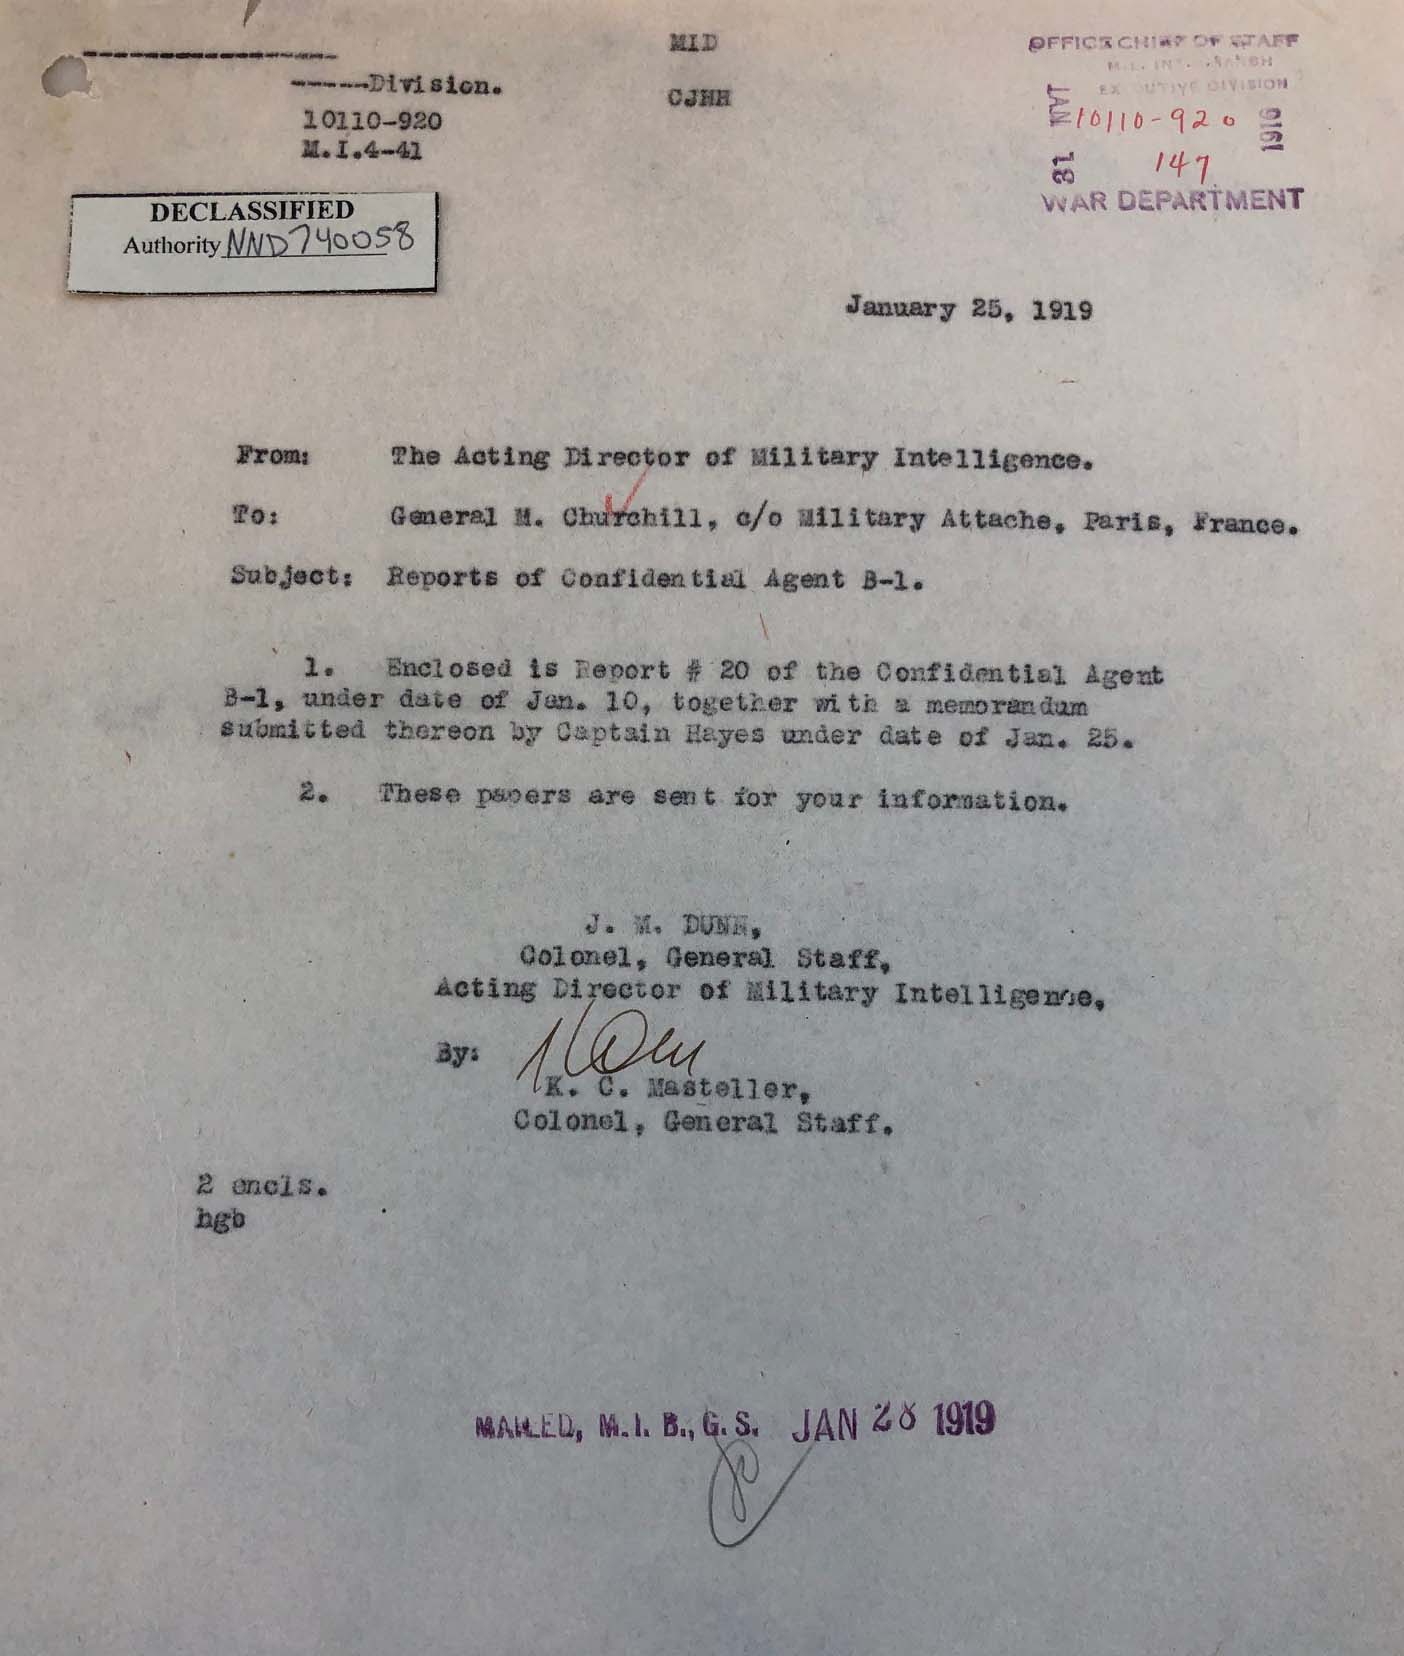 MID
CJHH
-----Division.
10110-920
M.I.4-41
OFFICE CHIEF OF STAFF
EXECUTIVE DIVISION
JAN
10110-920
1919
147
WAR DEPARTMENT
DECLASSIFIED
Authority NND740058
January 25, 1919
From: The Acting Director of Military Intelligence.
To: General M. Churchill, c/o Military Attache, Paris, France.
Subject: Reports of Confidential Agent B-1.
1. Enclosed is Report # 20 of the Confidential Agent
B-1, under date of Jan. 10, together with a memorandum
submitted thereon by Captain Hayes under date of Jan. 25.
2. These papers are sent for your information.
J. M. DUNN,
Colonel, General Staff,
Acting Director of Military Intelligence.
By:
K. C. Masteller,
Colonel, General Staff.
2 encls.
hgb
MAILED, M.I.B., G.S. JAN 28 1919